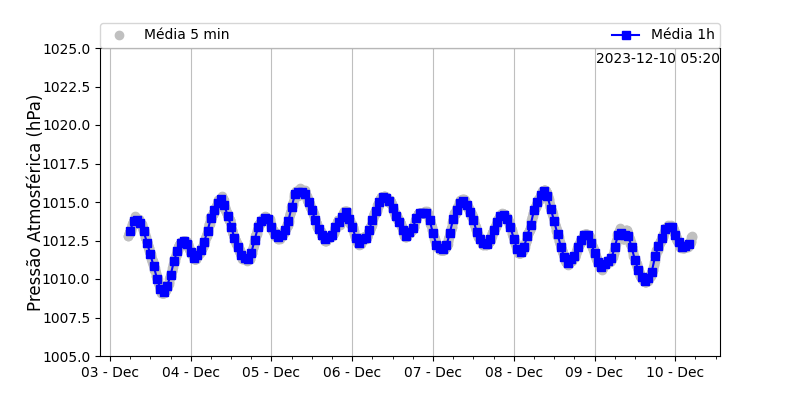 Média 5 min
Média 1h
2023-12-10 05:20
Pressão Atmosférica (hPa)
1025.0
1022.5
1020.0
1017.5
1015.0
1012.5
1010.0
1007.5
1005.0
03 - Dec
04 - Dec
05 - Dec
06 - Dec
07 - Dec
08 - Dec
09 - Dec
10 - Dec